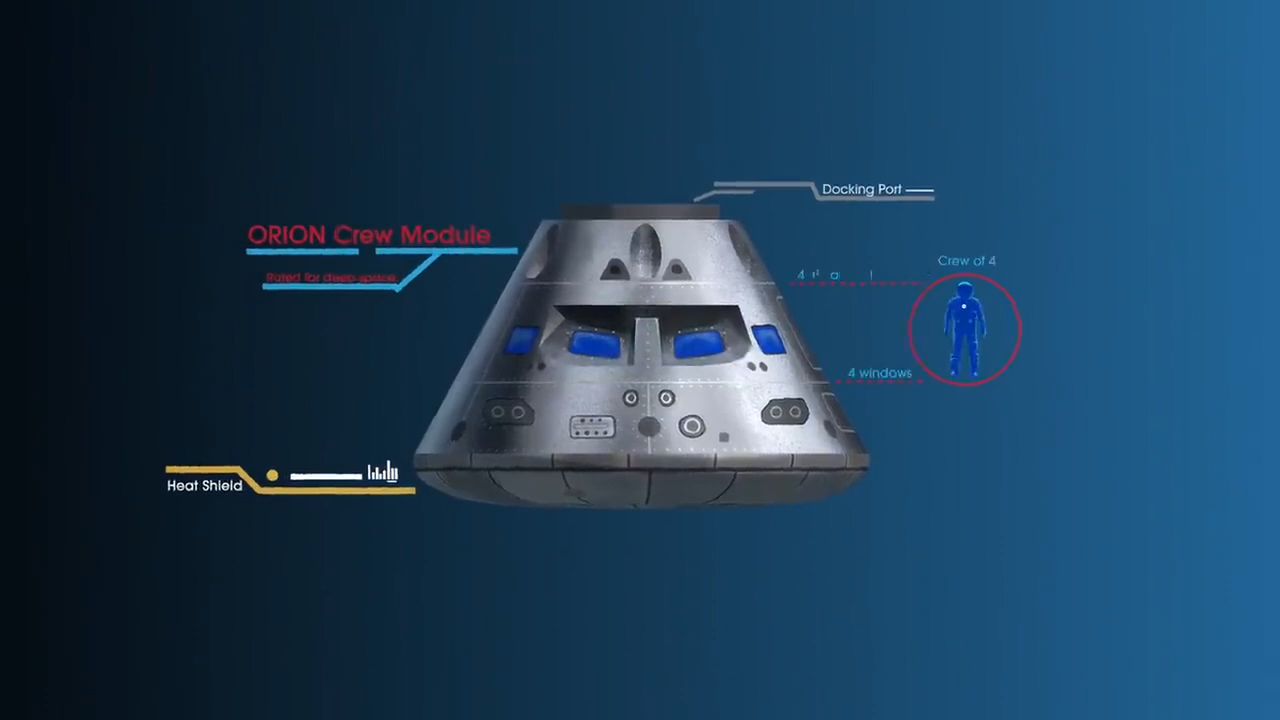 Docking Port
ORION Crew Module
Rated for deep space
Crew of 4
4 windows
Heat Shield